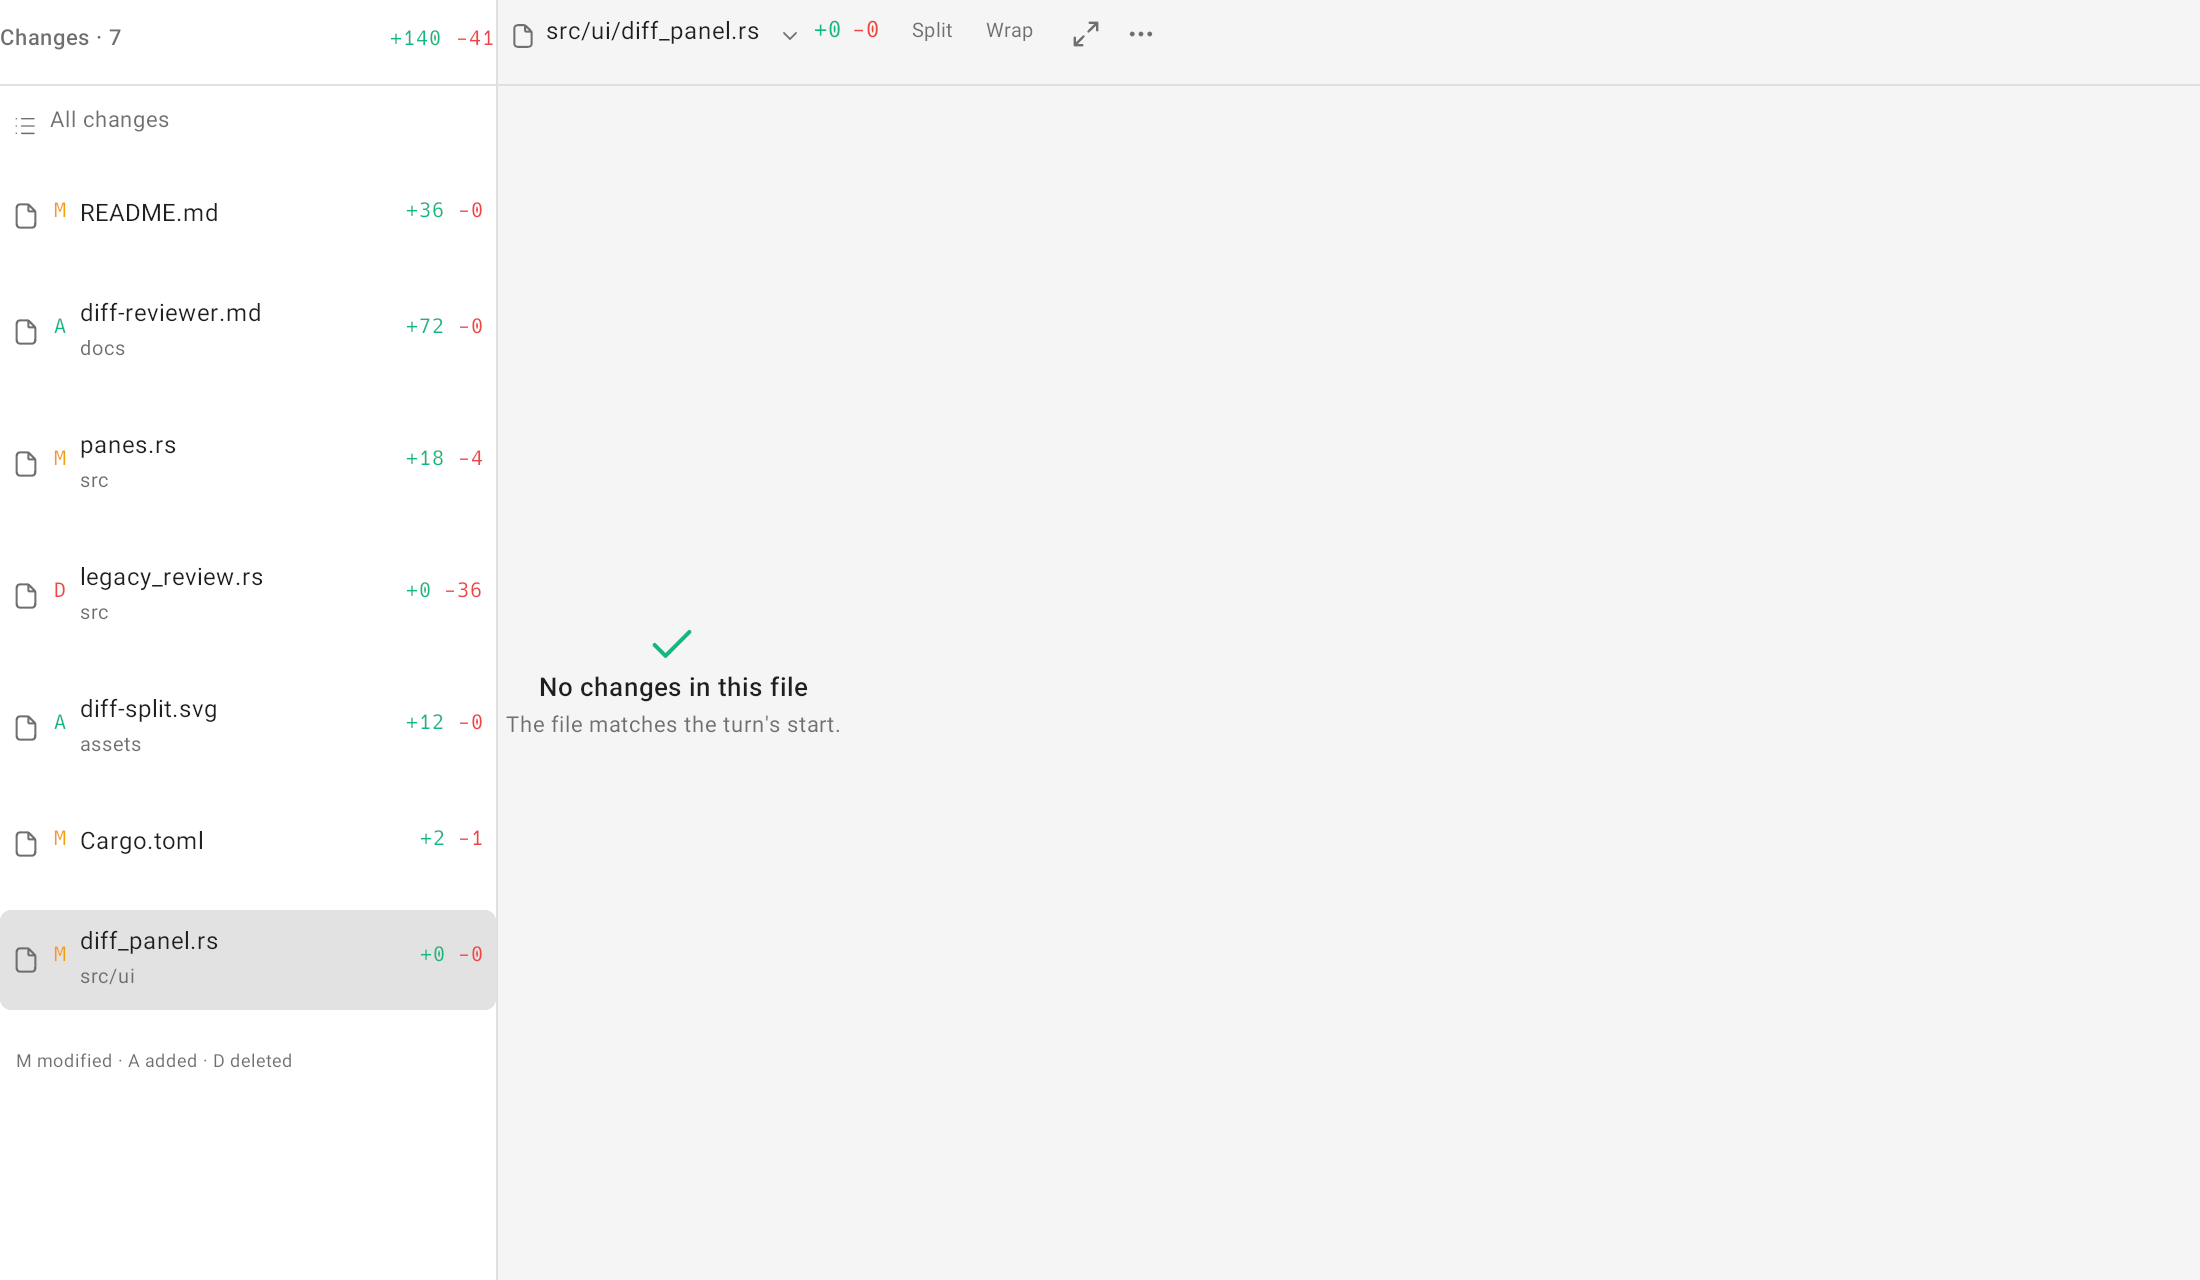 Changes · 7 +140 -41
src/ui/diff_panel.rs +0 -0 Split Wrap
All changes
M README.md +36 -0
A diff-reviewer.md +72 -0
docs
M panes.rs +18 -4
src
D legacy_review.rs +0 -36
src
A diff-split.svg +12 -0
assets
M Cargo.toml +2 -1
M diff_panel.rs +0 -0
src/ui
M modified · A added · D deleted
No changes in this file
The file matches the turn's start.